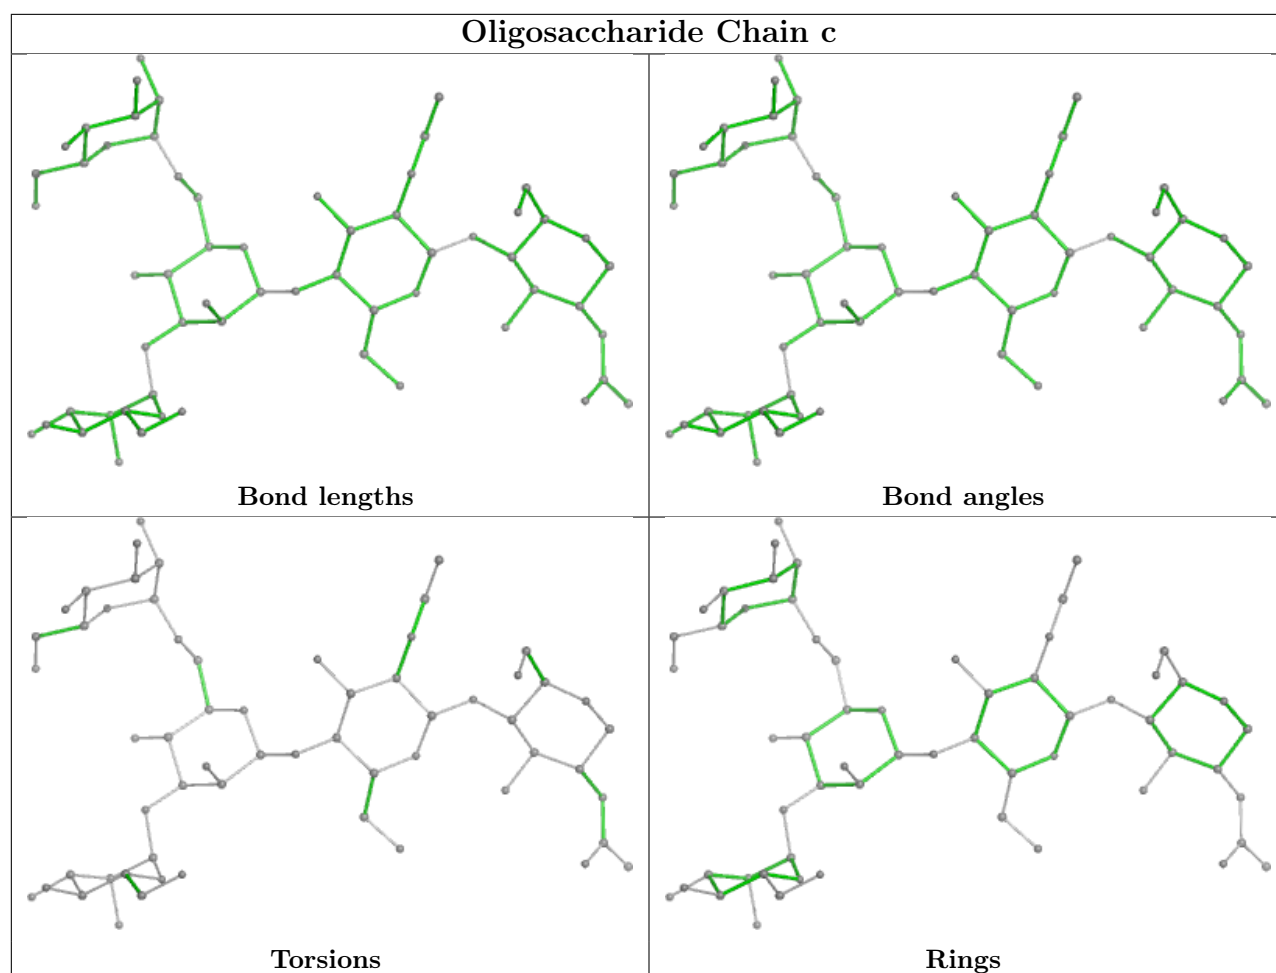 Oligosaccharide Chain c
Bond lengths
Bond angles
Torsions
Rings